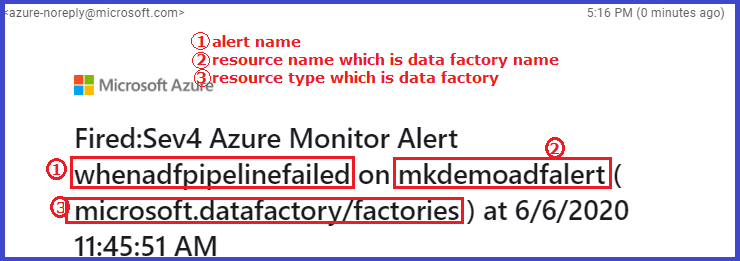 <azure-noreply@microsoft.com> 5:16 PM (0 minutes ago)
1 alert name
2 resource name which is data factory name
3 resource type which is data factory
Microsoft Azure
Fired:Sev4 Azure Monitor Alert
2
1 whenadfpipelinefailed on mkdemoadfalert (
3 microsoft.datafactory/factories) at 6/6/2020
11:45:51 AM